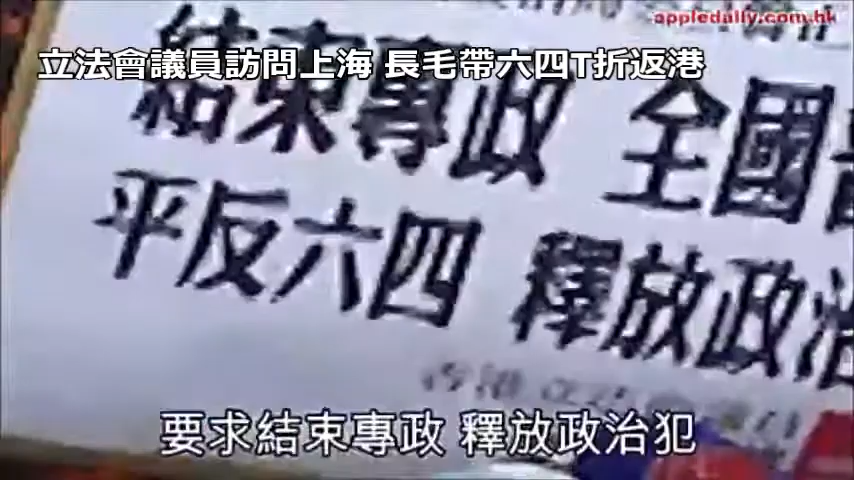 appledaily.com.hk
立法會議員訪問上海 長毛帶六四T折返港
結束專政 全國
平反六四 釋放政治
要求結束專政 釋放政治犯